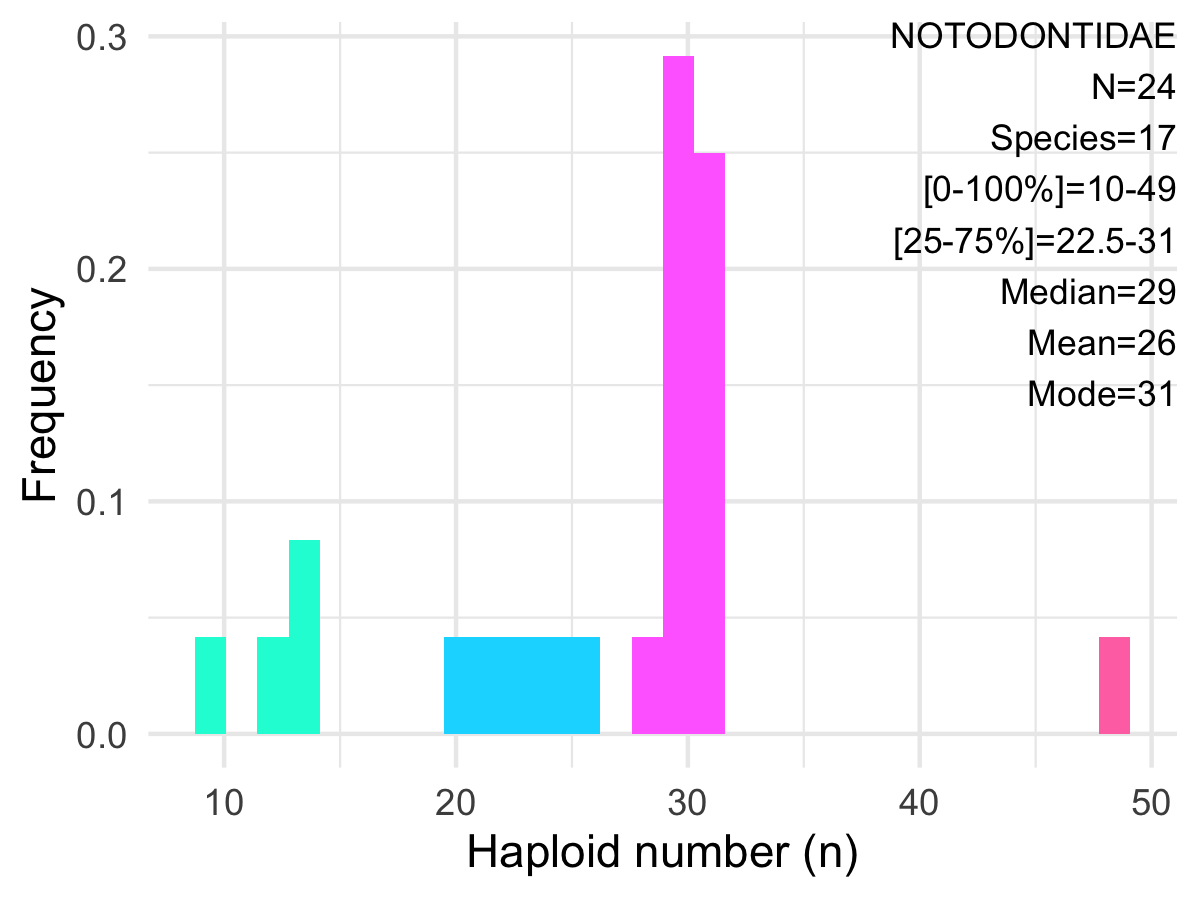 NOTODONTIDAE
N=24
Species=17
[0-100%]=10-49
[25-75%]=22.5-31
Median=29
Mean=26
Mode=31
Frequency
0.3
0.2
0.1
0.0
10 20 30 40 50
Haploid number (n)